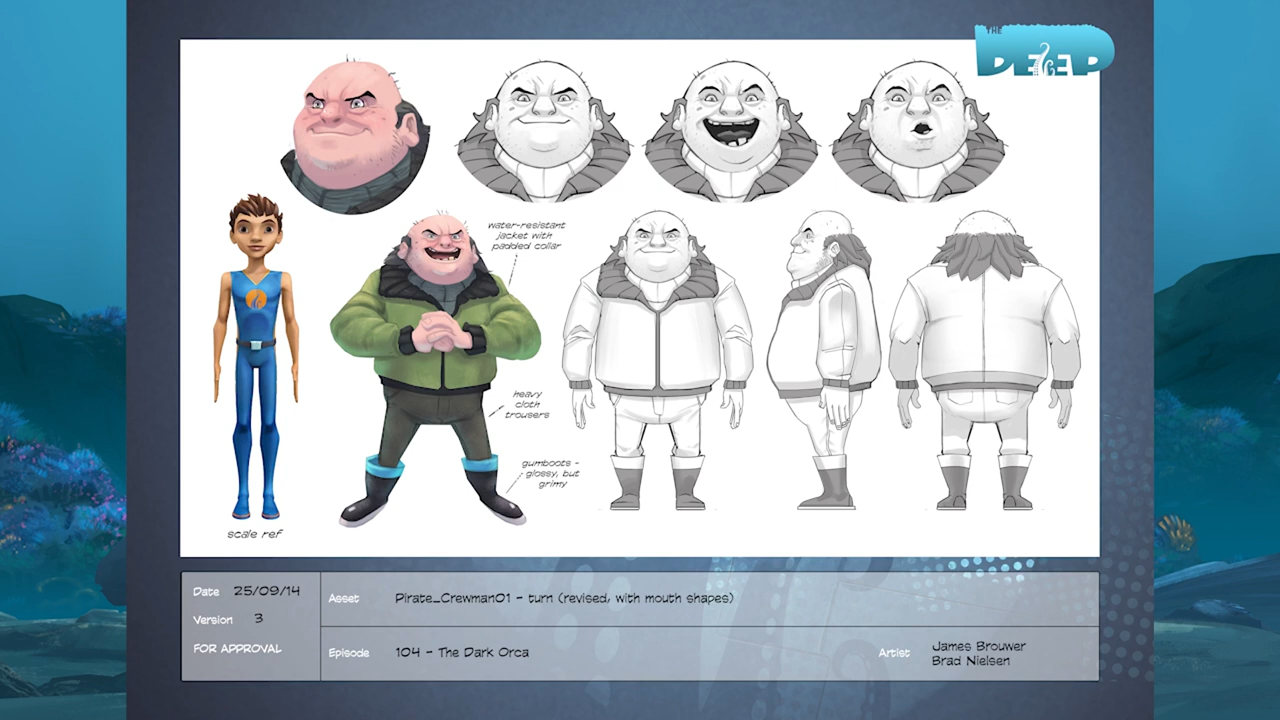 THE
DEEP
water-resistant
jacket with
padded collar
heavy
cloth
trousers
gumboots -
glossy, but
grimy
scale ref
Date 25/09/14
Version 3
FOR APPROVAL
Asset Pirate_Crewman01 - turn (revised, with mouth shapes)
Episode 104 - The Dark Orca
Artist James Brouwer
Brad Nielsen